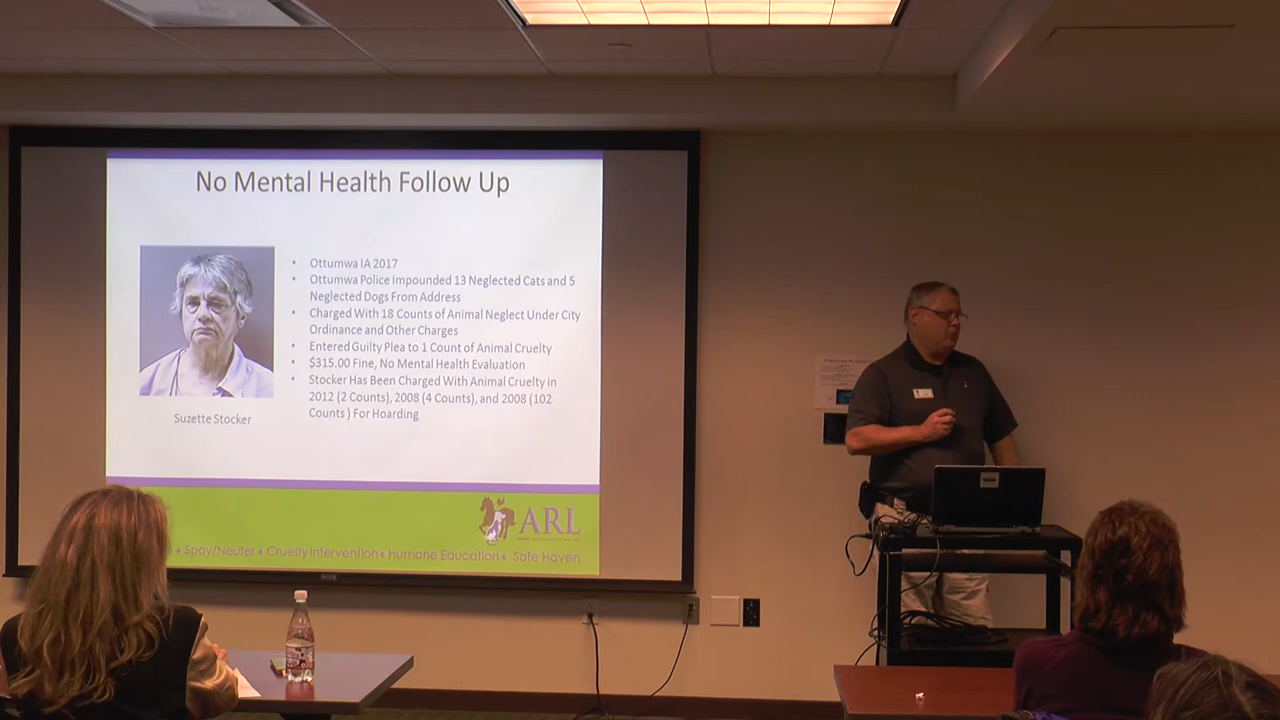 No Mental Health Follow Up
• Ottumwa IA 2017
• Ottumwa Police Impounded 13 Neglected Cats and 5
Neglected Dogs From Address
• Charged With 18 Counts of Animal Neglect Under City
Ordinance and Other Charges
• Entered Guilty Plea to 1 Count of Animal Cruelty
• $315.00 Fine, No Mental Health Evaluation
• Stocker Has Been Charged With Animal Cruelty in
2012 (2 Counts), 2008 (4 Counts), and 2008 (102
Counts ) For Hoarding
Suzette Stocker
ARL
• Spay/Neuter • Cruelty Intervention • Humane Education • Safe Haven